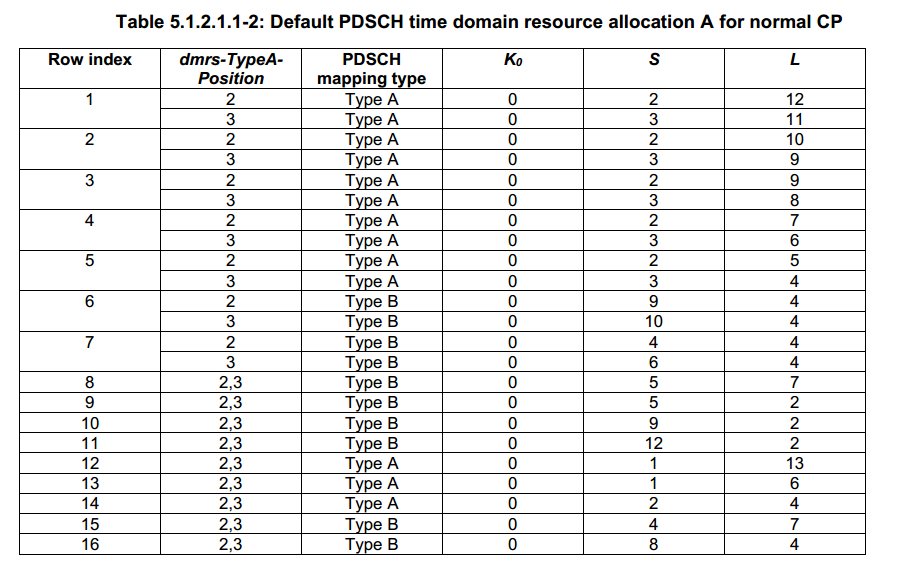 Table 5.1.2.1.1-2: Default PDSCH time domain resource allocation A for normal CP
Row index dmrs-TypeA-Position PDSCH mapping type K0 S L
1 2 Type A 0 2 12
3 Type A 0 3 11
2 2 Type A 0 2 10
3 Type A 0 3 9
3 2 Type A 0 2 9
3 Type A 0 3 8
4 2 Type A 0 2 7
3 Type A 0 3 6
5 2 Type A 0 2 5
3 Type A 0 3 4
6 2 Type B 0 9 4
3 Type B 0 10 4
7 2 Type B 0 4 4
3 Type B 0 6 4
8 2,3 Type B 0 5 7
9 2,3 Type B 0 5 2
10 2,3 Type B 0 9 2
11 2,3 Type B 0 12 2
12 2,3 Type A 0 1 13
13 2,3 Type A 0 1 6
14 2,3 Type A 0 2 4
15 2,3 Type B 0 4 7
16 2,3 Type B 0 8 4